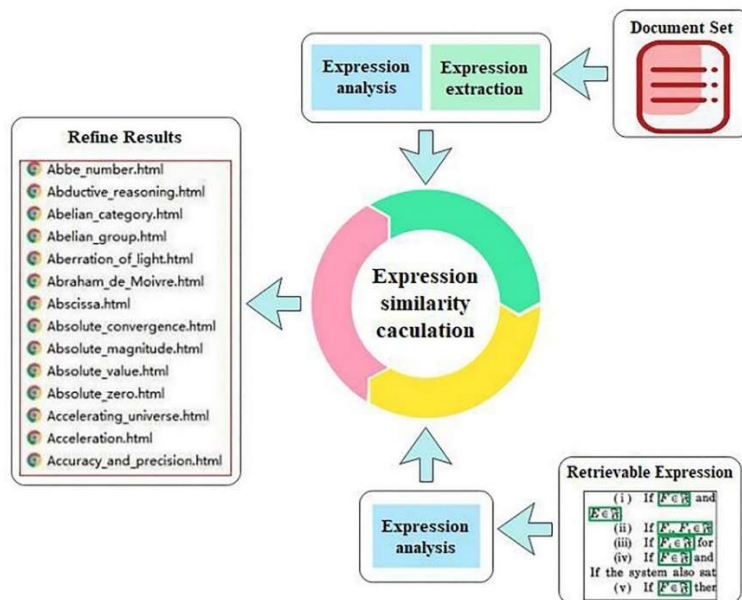 Document Set
Expression analysis
Expression extraction
Refine Results
Abbe_number.html
Abductive_reasoning.html
Abelian_category.html
Abelian_group.html
Aberration_of_light.html
Abraham_de_Moivre.html
Abscissa.html
Absolute_convergence.html
Absolute_magnitude.html
Absolute_value.html
Absolute_zero.html
Accelerating_universe.html
Acceleration.html
Accuracy_and_precision.html
Expression
similarity
caculation
Expression
analysis
Retrievable Expression
(i) If F∈𝔉 and
E∈𝔉
(ii) If F₁, F₂∈𝔉
(iii) If F∈𝔉 for
(iv) If F∈𝔉 and
If the system also sat
(v) If F∈𝔉 then